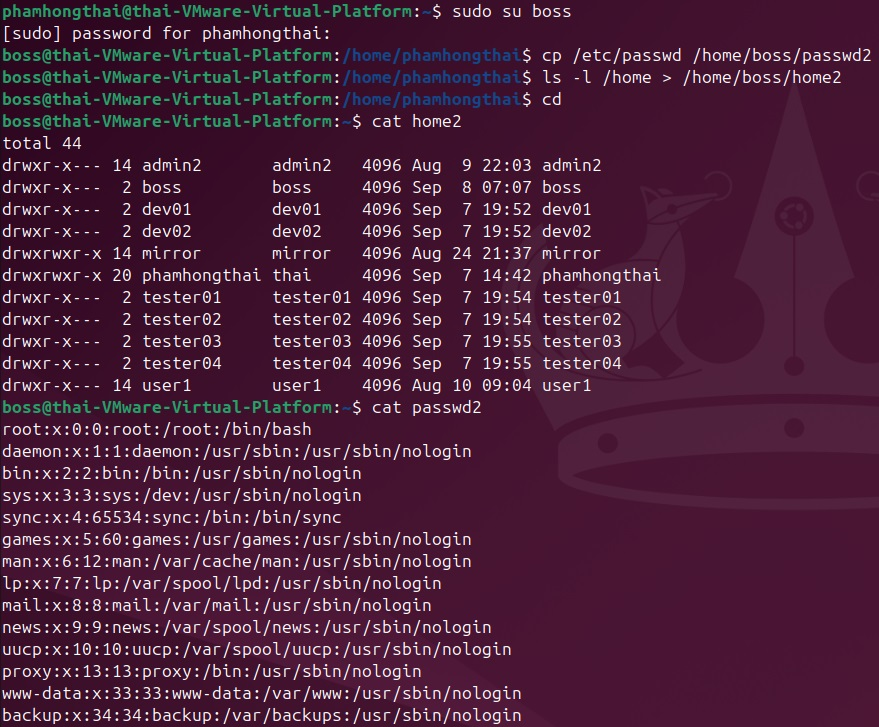 phamhongthai@thai-VMware-Virtual-Platform:~$ sudo su boss
[sudo] password for phamhongthai:
boss@thai-VMware-Virtual-Platform:/home/phamhongthai$ cp /etc/passwd /home/boss/passwd2
boss@thai-VMware-Virtual-Platform:/home/phamhongthai$ ls -l /home > /home/boss/home2
boss@thai-VMware-Virtual-Platform:/home/phamhongthai$ cd
boss@thai-VMware-Virtual-Platform:~$ cat home2
total 44
drwxr-x--- 14 admin2       admin2   4096 Aug  9 22:03 admin2
drwxr-x---  2 boss         boss     4096 Sep  8 07:07 boss
drwxr-x---  2 dev01        dev01    4096 Sep  7 19:52 dev01
drwxr-x---  2 dev02        dev02    4096 Sep  7 19:52 dev02
drwxrwxr-x 14 mirror       mirror   4096 Aug 24 21:37 mirror
drwxrwxr-x 20 phamhongthai thai     4096 Sep  7 14:42 phamhongthai
drwxr-x---  2 tester01     tester01 4096 Sep  7 19:54 tester01
drwxr-x---  2 tester02     tester02 4096 Sep  7 19:54 tester02
drwxr-x---  2 tester03     tester03 4096 Sep  7 19:55 tester03
drwxr-x---  2 tester04     tester04 4096 Sep  7 19:55 tester04
drwxr-x--- 14 user1        user1    4096 Aug 10 09:04 user1
boss@thai-VMware-Virtual-Platform:~$ cat passwd2
root:x:0:0:root:/root:/bin/bash
daemon:x:1:1:daemon:/usr/sbin:/usr/sbin/nologin
bin:x:2:2:bin:/bin:/usr/sbin/nologin
sys:x:3:3:sys:/dev:/usr/sbin/nologin
sync:x:4:65534:sync:/bin:/bin/sync
games:x:5:60:games:/usr/games:/usr/sbin/nologin
man:x:6:12:man:/var/cache/man:/usr/sbin/nologin
lp:x:7:7:lp:/var/spool/lpd:/usr/sbin/nologin
mail:x:8:8:mail:/var/mail:/usr/sbin/nologin
news:x:9:9:news:/var/spool/news:/usr/sbin/nologin
uucp:x:10:10:uucp:/var/spool/uucp:/usr/sbin/nologin
proxy:x:13:13:proxy:/bin:/usr/sbin/nologin
www-data:x:33:33:www-data:/var/www:/usr/sbin/nologin
backup:x:34:34:backup:/var/backups:/usr/sbin/nologin